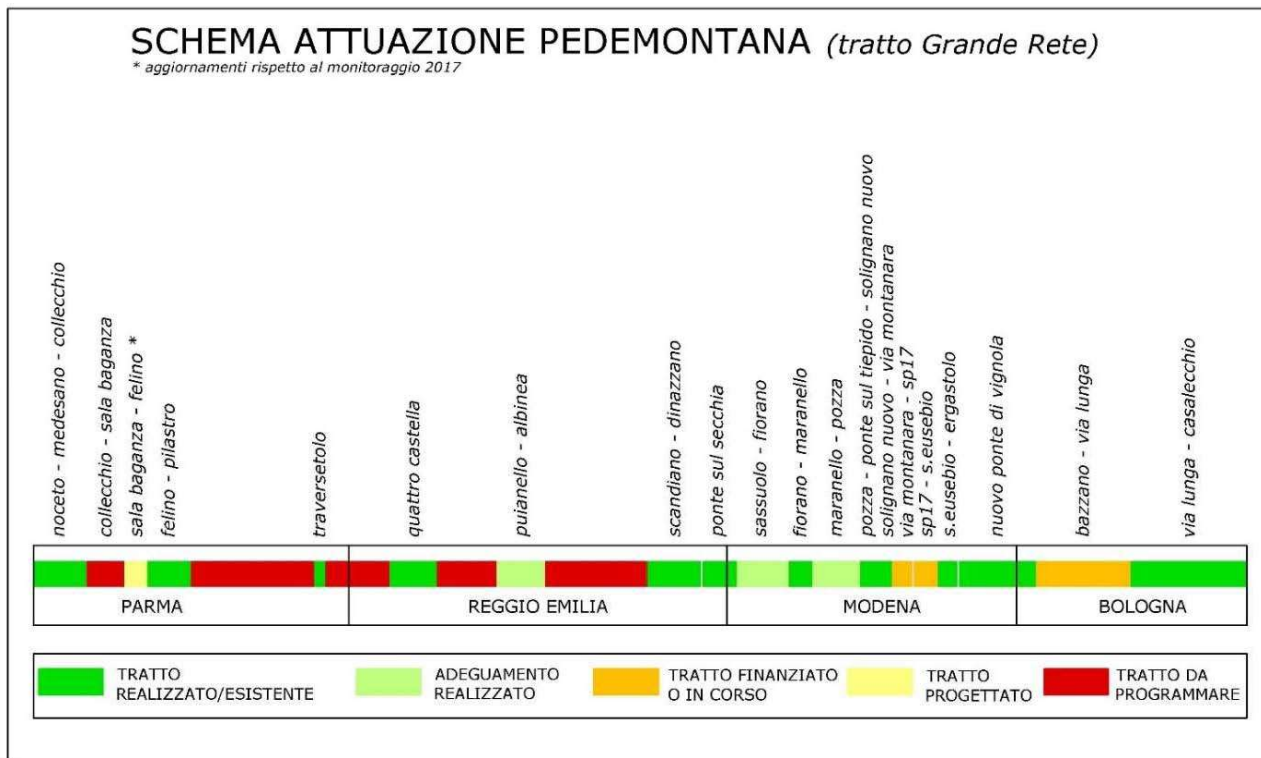 SCHEMA ATTUAZIONE PEDEMONTANA (tratto Grande Rete)
* aggiornamenti rispetto al monitoraggio 2017
noceto - medesano - collecchio
collecchio - sala baganza
sala baganza - felino *
felino - pilastro
traversetolo
quattro castella
puianello - albinea
scandiano - dinazzano
ponte sul secchia
sassuolo - fiorano
fiorano - maranello
maranello - pozza
pozza - ponte sul tiepido - solignano nuovo
solignano nuovo - via montanara
via montanara - sp17
sp17 - s.eusebio
s.eusebio - ergastolo
nuovo ponte di vignola
bazzano - via lunga
via lunga - casalecchio
PARMA
REGGIO EMILIA
MODENA
BOLOGNA
TRATTO
REALIZZATO/ESISTENTE
ADEGUAMENTO
REALIZZATO
TRATTO FINANZIATO
O IN CORSO
TRATTO
PROGETTATO
TRATTO DA
PROGRAMMARE